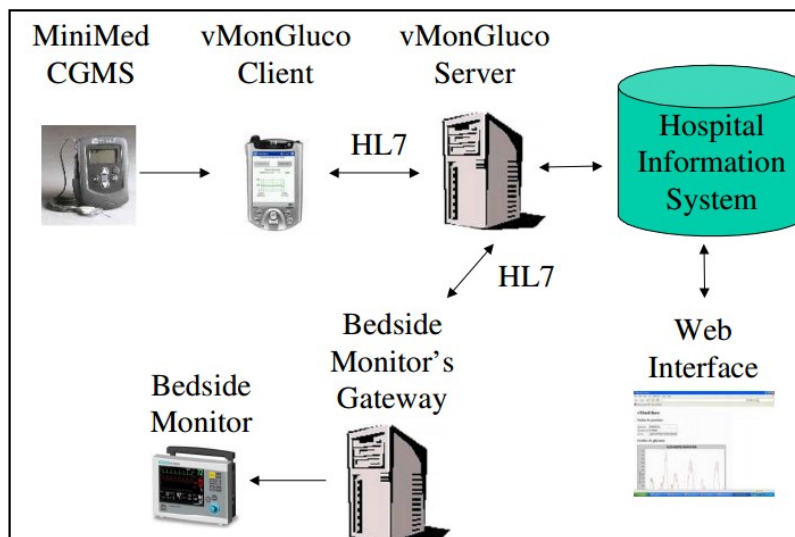 MiniMed
CGMS
vMonGluco
Client
vMonGluco
Server
HL7
Hospital
Information
System
HL7
Bedside
Monitor's
Gateway
Web
Interface
Bedside
Monitor